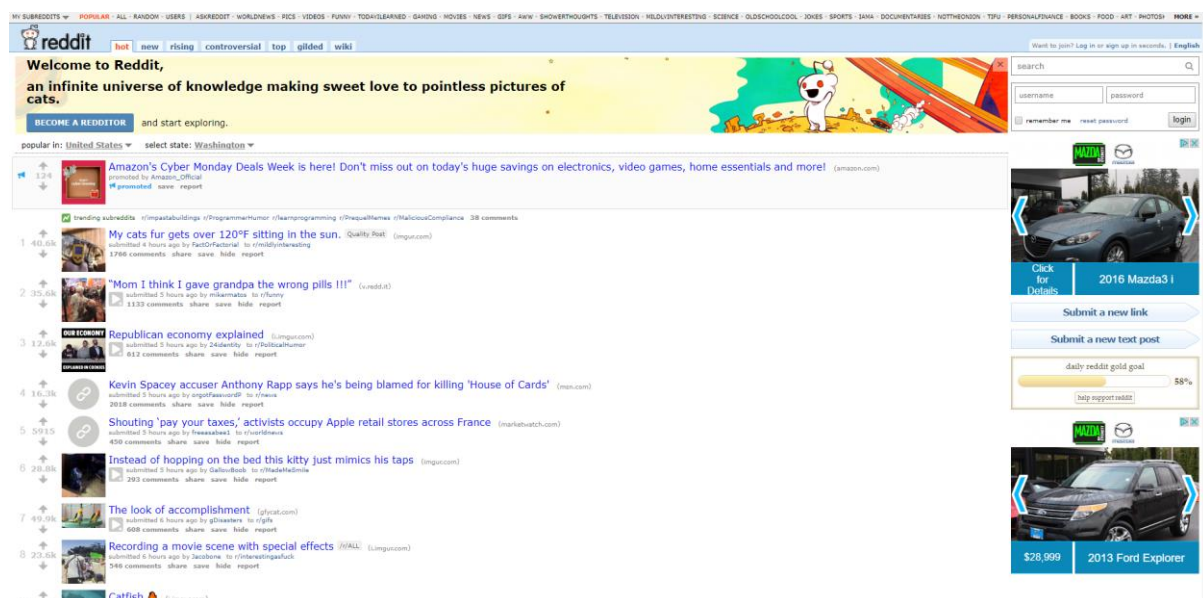 MY SUBREDDITS POPULAR - ALL - RANDOM - USERS | ASKREDDIT - WORLDNEWS - PICS - VIDEOS - FUNNY - TODAYILEARNED - GAMING - MOVIES - NEWS - GIFS - AWW - SHOWERTHOUGHTS - TELEVISION - MILDLYINTERESTING - SCIENCE - OLDSCHOOLCOOL - JOKES - SPORTS - IAMA - DOCUMENTARIES - NOTTHEONION - TIFU - PERSONALFINANCE - BOOKS - FOOD - ART - PHOTOS MORE »
reddit hot new rising controversial top gilded wiki
Want to join? Log in or sign up in seconds. | English
Welcome to Reddit,
an infinite universe of knowledge making sweet love to pointless pictures of
cats.
BECOME A REDDITOR and start exploring.
search
username password
remember me reset password login
popular in: United States select state: Washington
124 Amazon's Cyber Monday Deals Week is here! Don't miss out on today's huge savings on electronics, video games, home essentials and more! (amazon.com)
promoted by Amazon_Official
promoted save report
trending subreddits r/impastabuildings r/ProgrammerHumor r/learnprogramming r/PrequelMemes r/MaliciousCompliance 38 comments
1 40.6k My cats fur gets over 120°F sitting in the sun. Quality Post (imgur.com)
submitted 4 hours ago by FactOrFactorial to r/mildlyinteresting
1766 comments share save hide report
2 35.6k "Mom I think I gave grandpa the wrong pills !!!" (v.redd.it)
submitted 5 hours ago by mikermatos to r/funny
1133 comments share save hide report
OUR ECONOMY
EXPLAINED IN COOKIES
3 12.6k Republican economy explained (i.imgur.com)
submitted 5 hours ago by 24identity to r/PoliticalHumor
612 comments share save hide report
4 16.3k Kevin Spacey accuser Anthony Rapp says he's being blamed for killing 'House of Cards' (msn.com)
submitted 5 hours ago by orgotPasswordP to r/news
2018 comments share save hide report
5 5915 Shouting 'pay your taxes,' activists occupy Apple retail stores across France (marketwatch.com)
submitted 5 hours ago by to r/worldnews
450 comments share save hide report
6 28.8k Instead of hopping on the bed this kitty just mimics his taps (imgur.com)
submitted 5 hours ago by GallowBoob to r/MadeMeSmile
293 comments share save hide report
7 49.9k The look of accomplishment (gfycat.com)
submitted 6 hours ago by gDisasters to r/gifs
608 comments share save hide report
8 23.6k Recording a movie scene with special effects /r/ALL (i.imgur.com)
submitted 6 hours ago by Jacobone to r/interestingasfuck
546 comments share save hide report
Catfish
MAZDA mazda
Click
for
Details
2016 Mazda3 i
Submit a new link
Submit a new text post
daily reddit gold goal
58%
help support reddit
MAZDA mazda
$28,999 2013 Ford Explorer